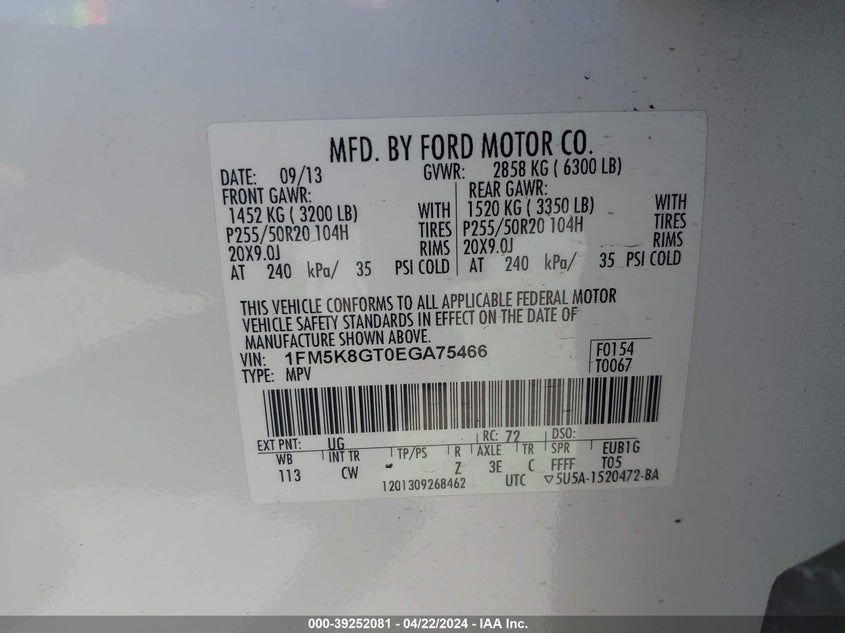 MFD. BY FORD MOTOR CO.
DATE: 09/13 GVWR: 2858 KG ( 6300 LB)
FRONT GAWR: REAR GAWR:
1452 KG ( 3200 LB) WITH 1520 KG ( 3350 LB) WITH
P255/50R20 104H TIRES P255/50R20 104H TIRES
20X9.0J RIMS 20X9.0J RIMS
AT 240 kPa/ 35 PSI COLD AT 240 kPa/ 35 PSI COLD
THIS VEHICLE CONFORMS TO ALL APPLICABLE FEDERAL MOTOR
VEHICLE SAFETY STANDARDS IN EFFECT ON THE DATE OF
MANUFACTURE SHOWN ABOVE.
VIN: 1FM5K8GT0EGA75466 F0154
TYPE: MPV T0067
EXT PNT: UG RC: 72 DSO:
WB INT TR TP/PS R AXLE TR SPR EUB1G
113 CW Z 3E C FFFF T05
1201309268462 UTC ▽5U5A-1520472-BA
000-39252081 - 04/22/2024 - IAA Inc.